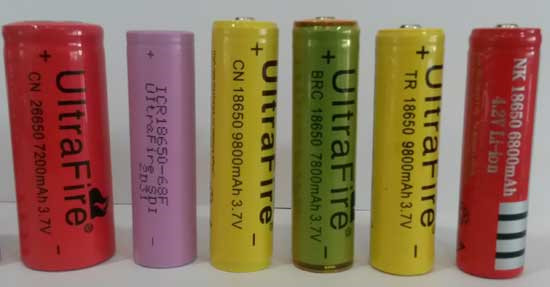 + UltraFire ® -
CN 26650 7200mAh 3.7V
+ -
ICR18650-68F
UltraFire
+ UltraFire -
CN 18650 9800mAh 3.7V
+ UltraFire -
BRC 18650 7800mAh 3.7V
+ UltraFire -
TR 18650 9800mAh 3.7V
+
NK 18650 6800mAh
4.2V Li-ion